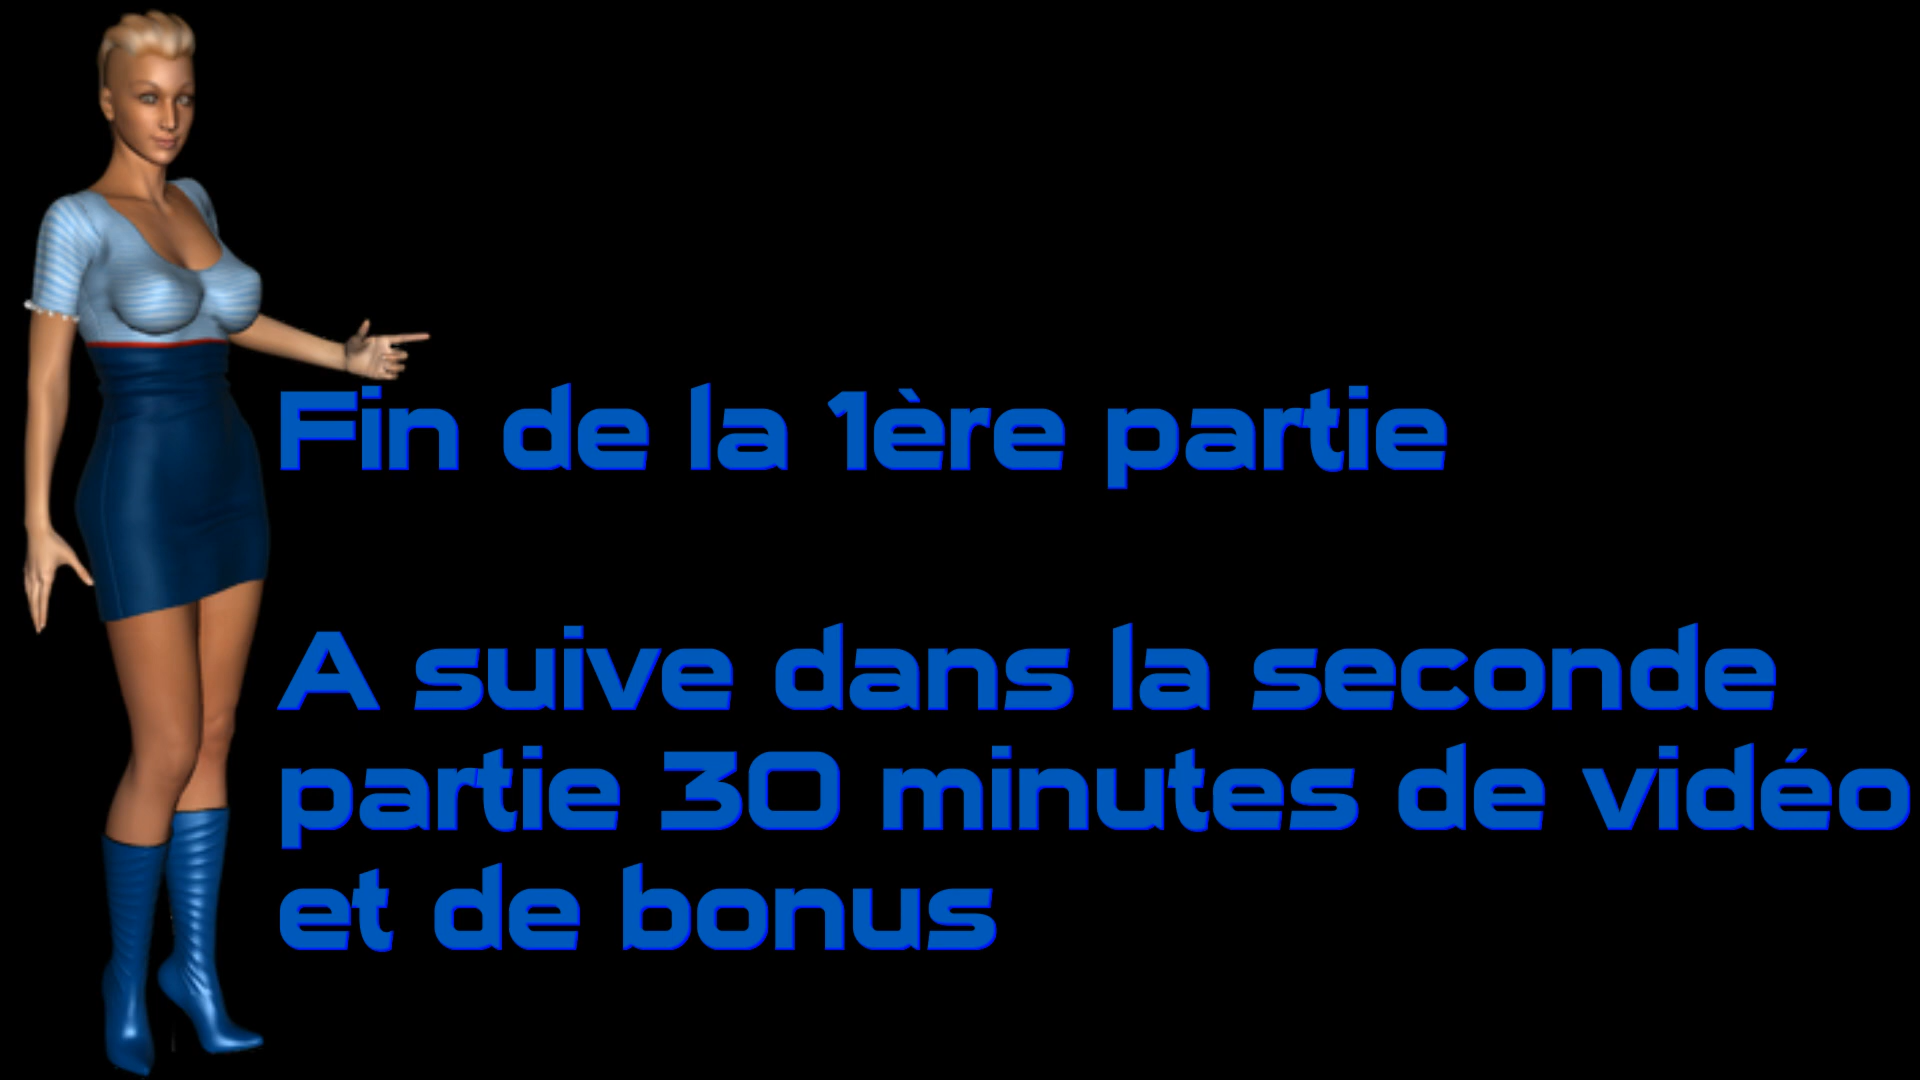 Fin de la 1ère partie
A suive dans la seconde
partie 30 minutes de vidéo
et de bonus